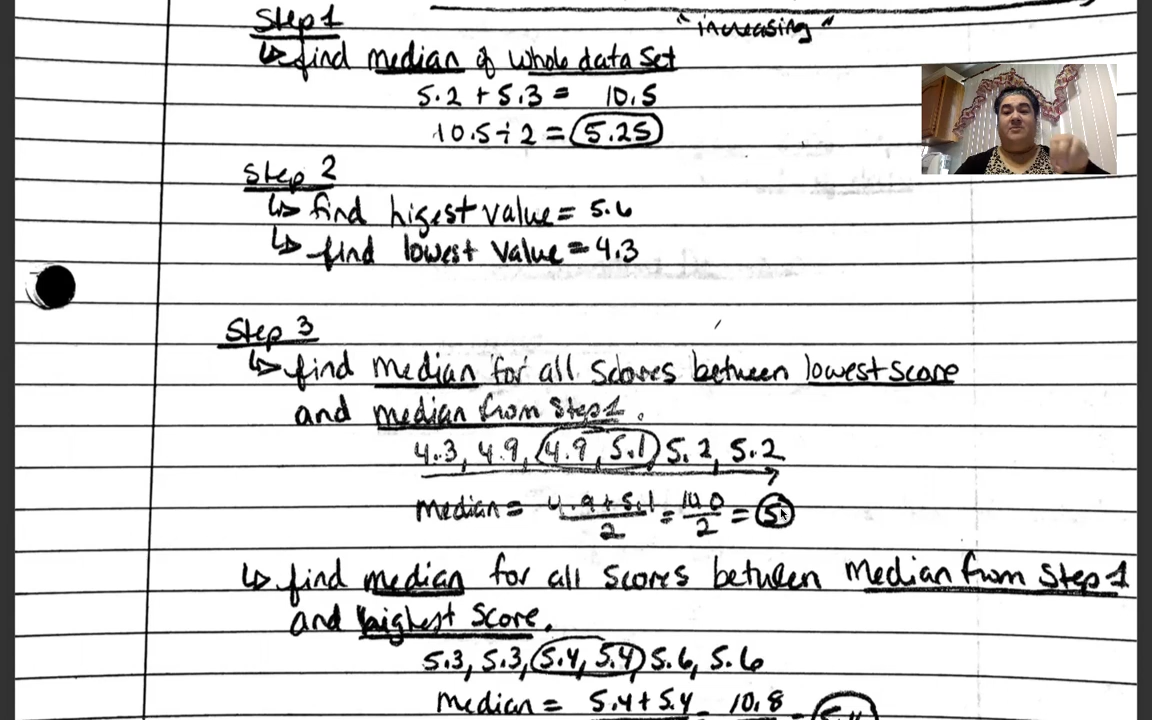 Step 1
"increasing"
↳ find median of whole data set
5.2 + 5.3 = 10.5
10.5 ÷ 2 = 5.25
Step 2
↳ find higest value = 5.6
↳ find lowest value = 4.3
Step 3
↳ find median for all scores between lowest score
and median from Step 1.
4.3, 4.9, 4.9, 5.1, 5.2, 5.2
median = 4.9 + 5.1 / 2 = 10.0 / 2 = 5
↳ find median for all scores between median from Step 1
and highest score.
5.3, 5.3, 5.4, 5.4, 5.6, 5.6
median = 5.4 + 5.4 = 10.8 =